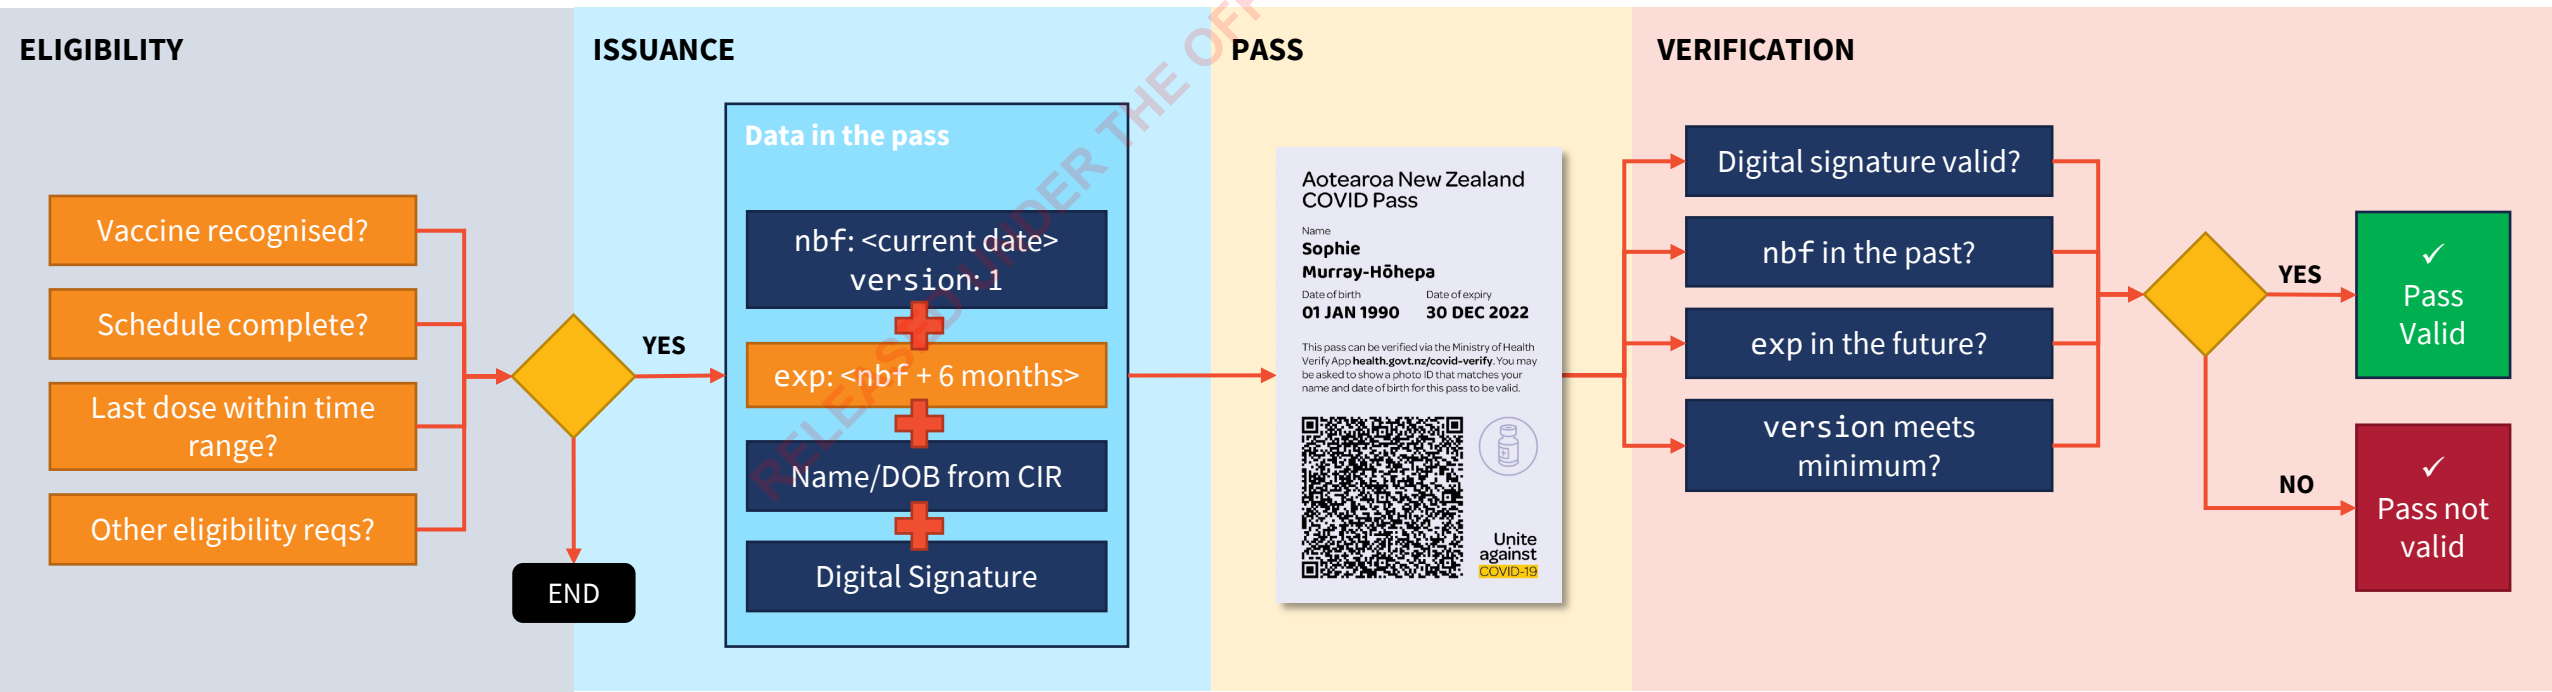 ELIGIBILITY
Vaccine recognised?
Schedule complete?
Last dose within time
range?
Other eligibility reqs?
END
YES
ISSUANCE
Data in the pass
nbf: <current date>
version: 1
exp: <nbf + 6 months>
Name/DOB from CIR
Digital Signature
RELEASED UNDER THE
PASS
Aotearoa New Zealand
COVID Pass
Name
Sophie
Murray-Hōhepa
Date of birth Date of expiry
01 JAN 1990 30 DEC 2022
This pass can be verified via the Ministry of Health
Verify App health.govt.nz/covid-verify. You may
be asked to show a photo ID that matches your
name and date of birth for this pass to be valid.
Unite
against
COVID-19
VERIFICATION
Digital signature valid?
nbf in the past?
exp in the future?
version meets
minimum?
YES
✓
Pass
Valid
NO
✓
Pass not
valid